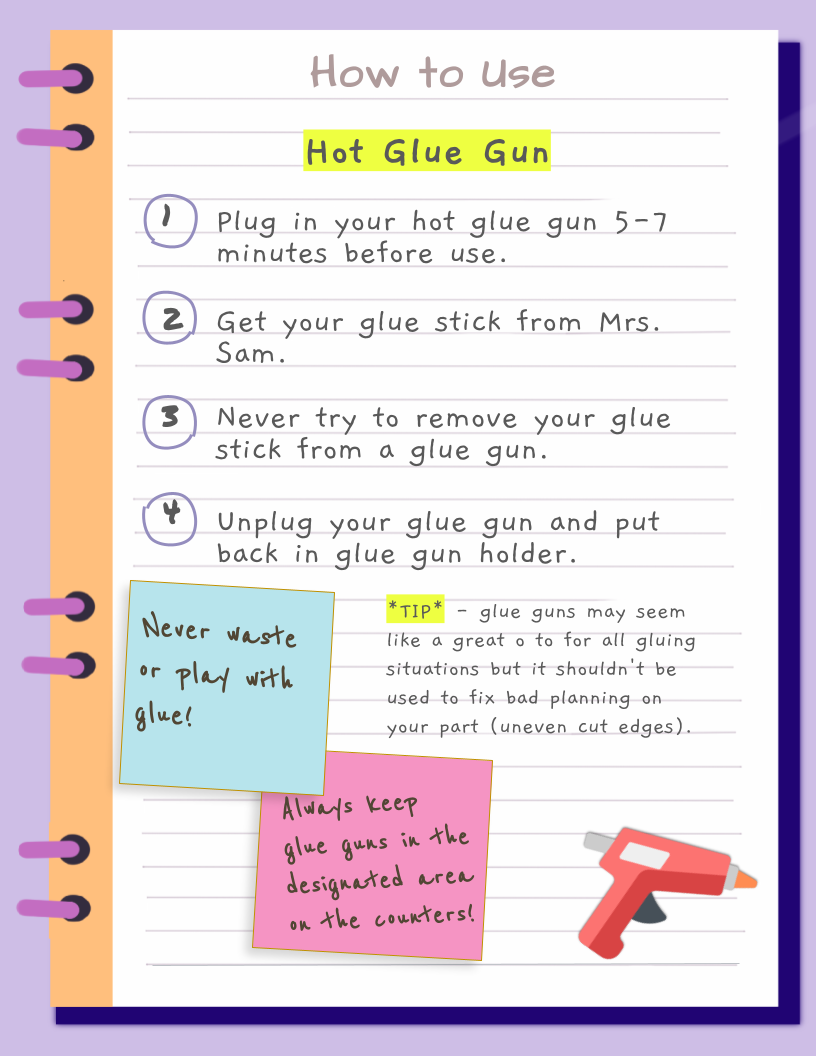 How to Use
Hot Glue Gun
1
Plug in your hot glue gun 5-7
minutes before use.
2
Get your glue stick from Mrs.
Sam.
3
Never try to remove your glue
stick from a glue gun.
4
Unplug your glue gun and put
back in glue gun holder.
*TIP* - glue guns may seem
like a great o to for all gluing
situations but it shouldn't be
used to fix bad planning on
your part (uneven cut edges).
Never waste
or play with
glue!
Always keep
glue guns in the
designated area
on the counters!